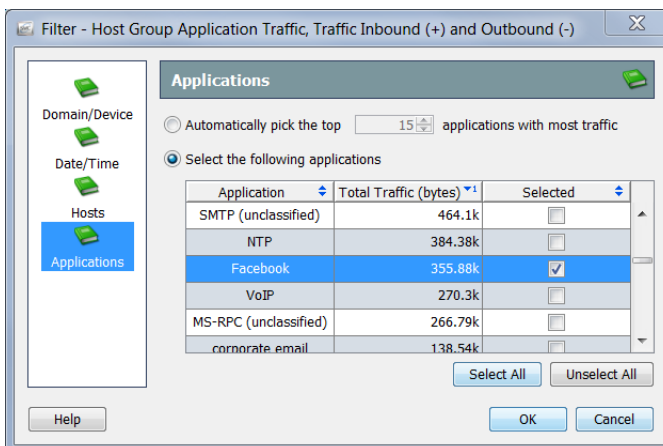 Filter - Host Group Application Traffic, Traffic Inbound (+) and Outbound (-)
Domain/Device
Date/Time
Hosts
Applications
Applications
Automatically pick the top 15 applications with most traffic
Select the following applications
Application Total Traffic (bytes) 1 Selected
SMTP (unclassified) 464.1k
NTP 384.38k
Facebook 355.88k
VoIP 270.3k
MS-RPC (unclassified) 266.79k
corporate email 138.54k
Select All Unselect All
Help OK Cancel